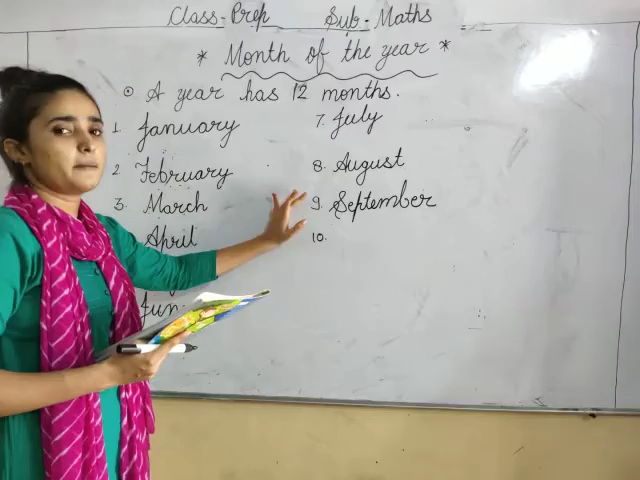 Class- Prep Sub- Maths
* Month of the year *
A year has 12 months.
1. January
2. February
3. March
April
Jun
7. July
8. August
9. September
10.